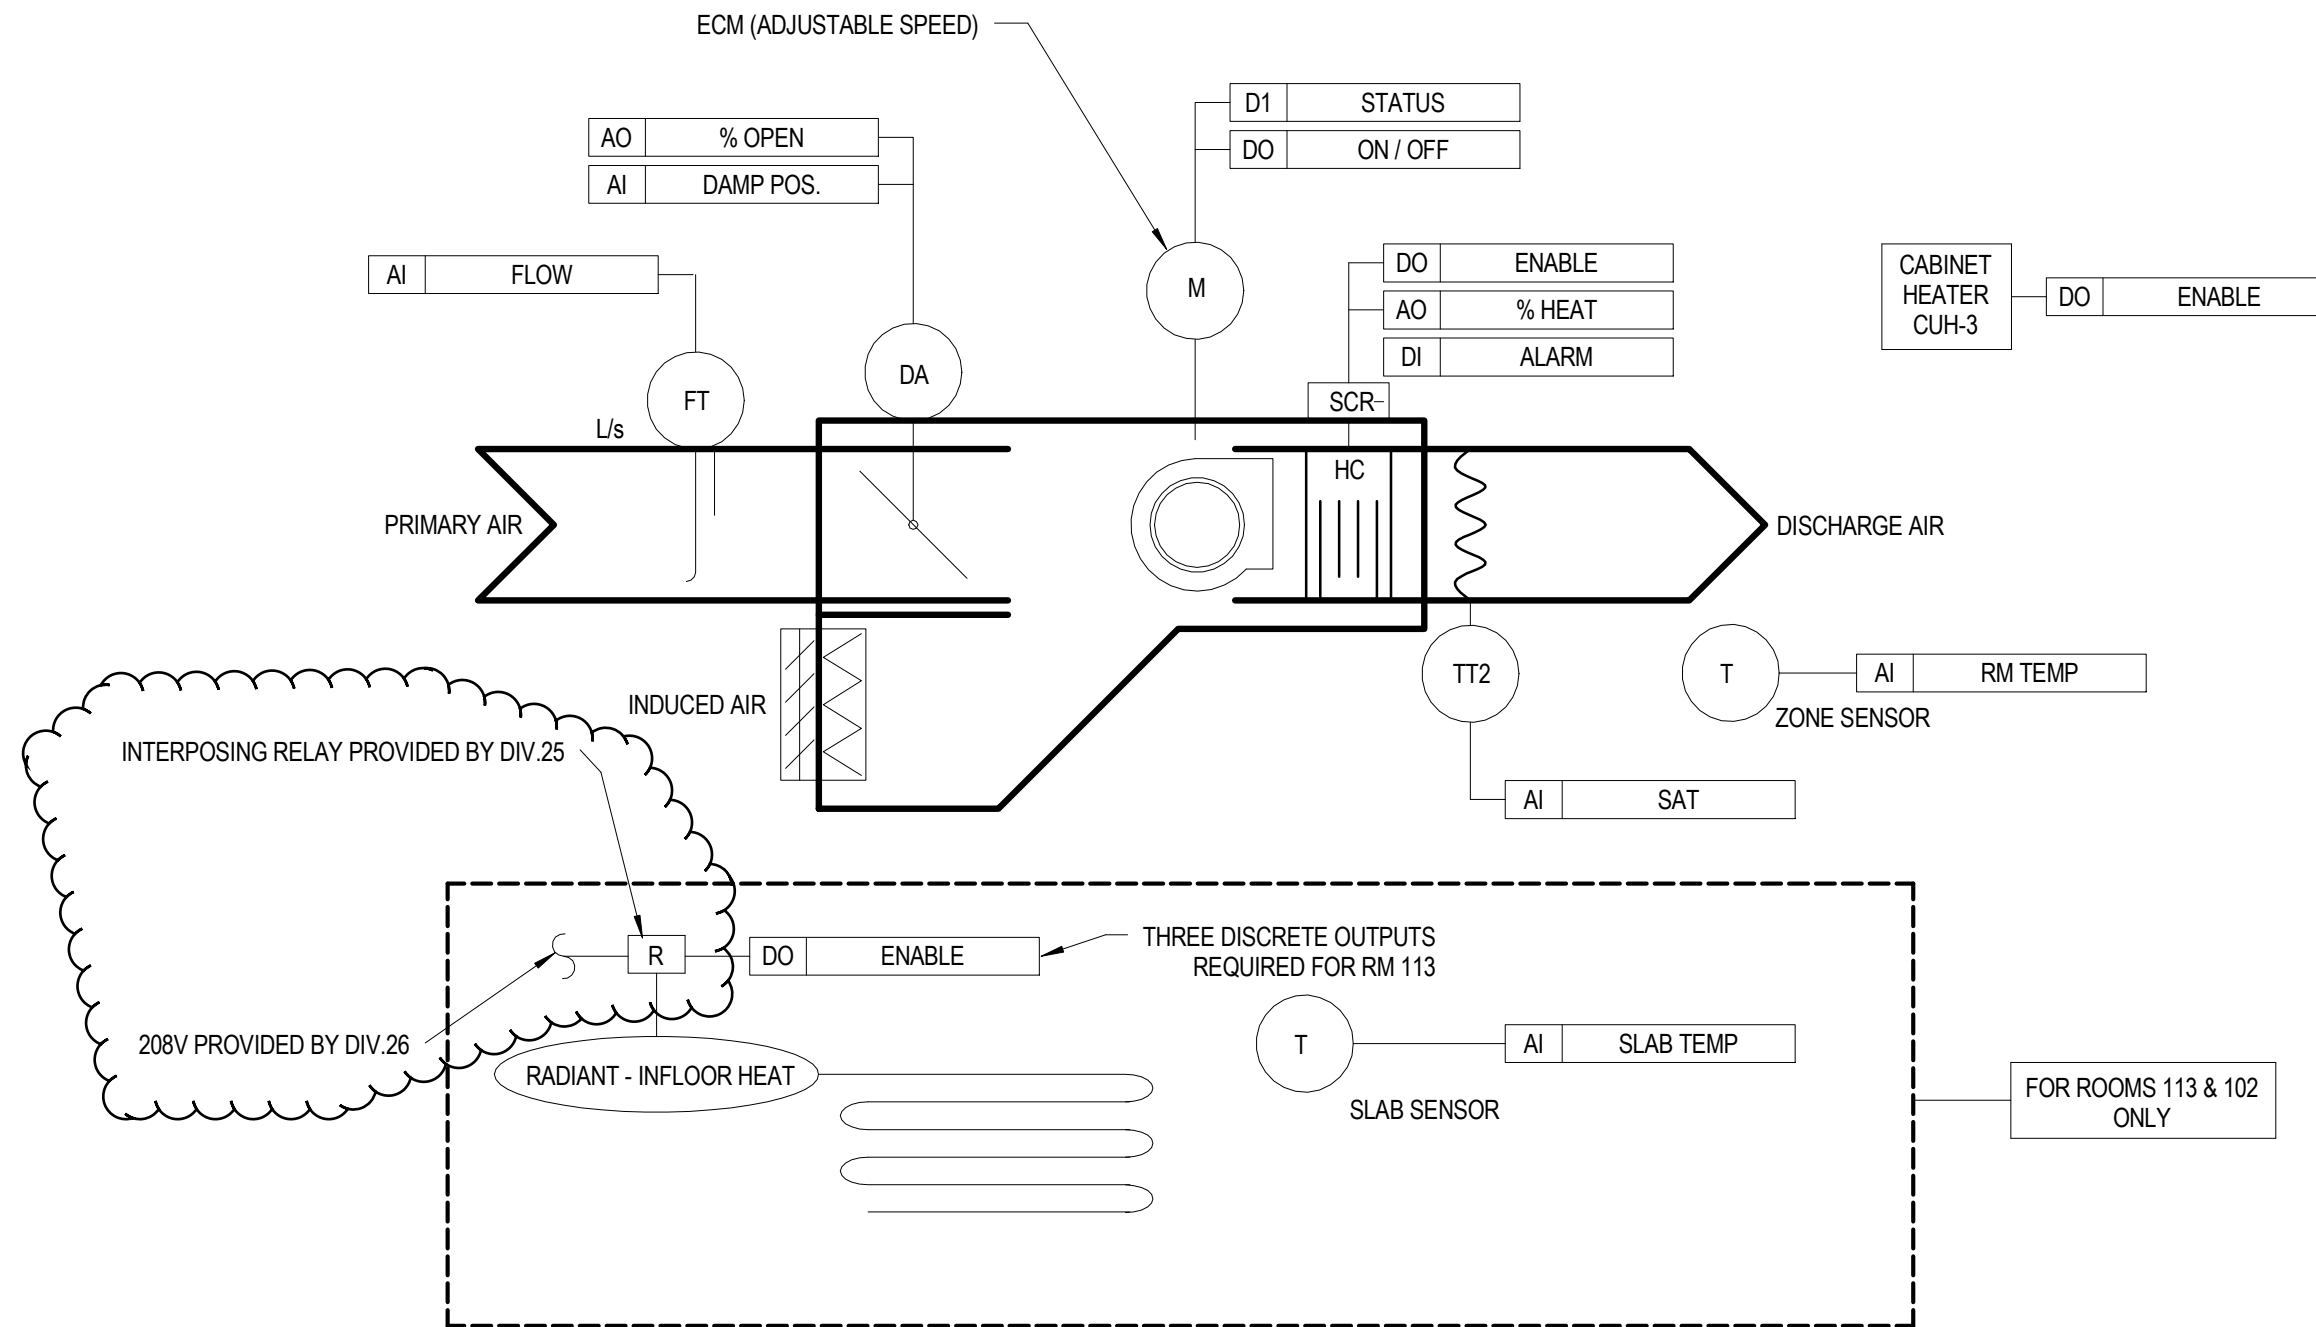 ECM (ADJUSTABLE SPEED)
D1 STATUS
DO ON / OFF
AO % OPEN
AI DAMP POS.
AI FLOW
M
DO ENABLE
AO % HEAT
DI ALARM
CABINET
HEATER
CUH-3
DO ENABLE
FT
DA
SCR
L/s
HC
PRIMARY AIR
DISCHARGE AIR
INDUCED AIR
TT2
T
AI RM TEMP
ZONE SENSOR
INTERPOSING RELAY PROVIDED BY DIV.25
AI SAT
R
DO ENABLE
THREE DISCRETE OUTPUTS
REQUIRED FOR RM 113
208V PROVIDED BY DIV.26
T
AI SLAB TEMP
RADIANT - INFLOOR HEAT
SLAB SENSOR
FOR ROOMS 113 & 102
ONLY